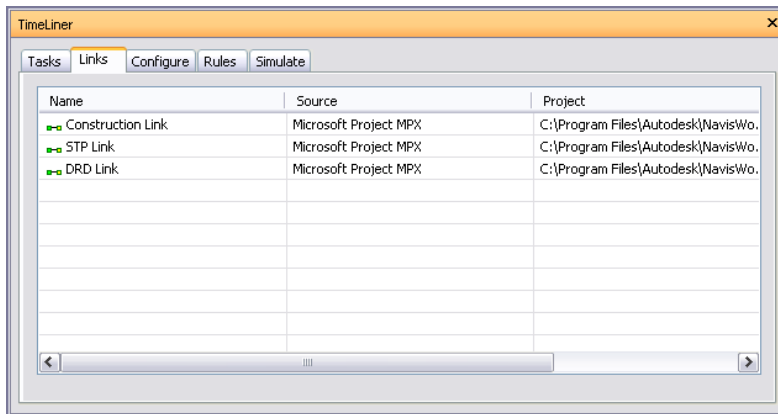 TimeLiner
Tasks Links Configure Rules Simulate
Name Source Project
Construction Link Microsoft Project MPX C:\Program Files\Autodesk\NavisWo.
STP Link Microsoft Project MPX C:\Program Files\Autodesk\NavisWo.
DRD Link Microsoft Project MPX C:\Program Files\Autodesk\NavisWo.